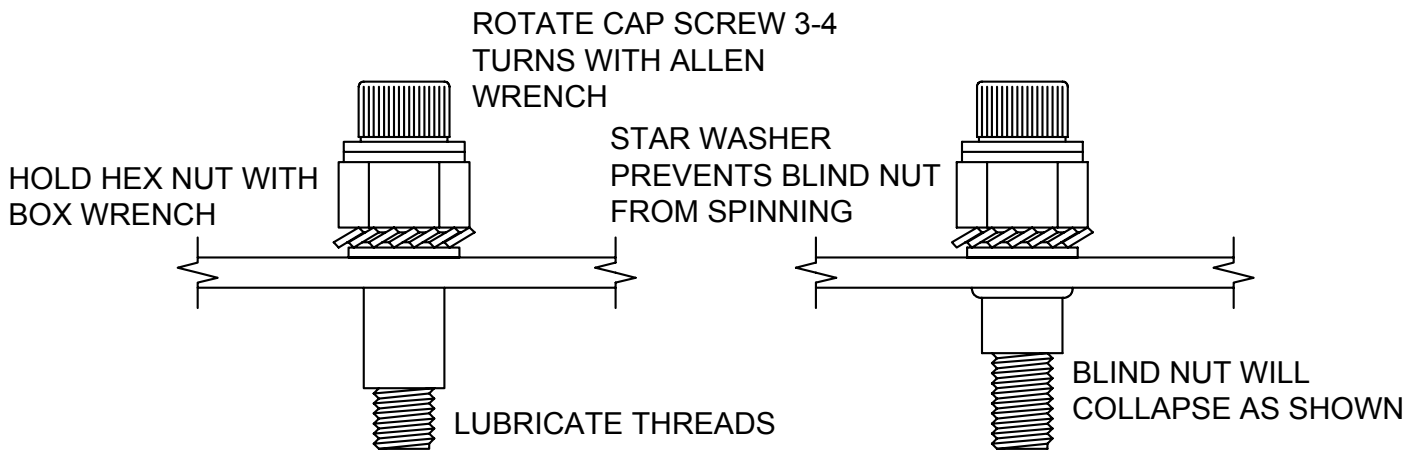 ROTATE CAP SCREW 3-4
TURNS WITH ALLEN
WRENCH
HOLD HEX NUT WITH
BOX WRENCH
STAR WASHER
PREVENTS BLIND NUT
FROM SPINNING
LUBRICATE THREADS
BLIND NUT WILL
COLLAPSE AS SHOWN